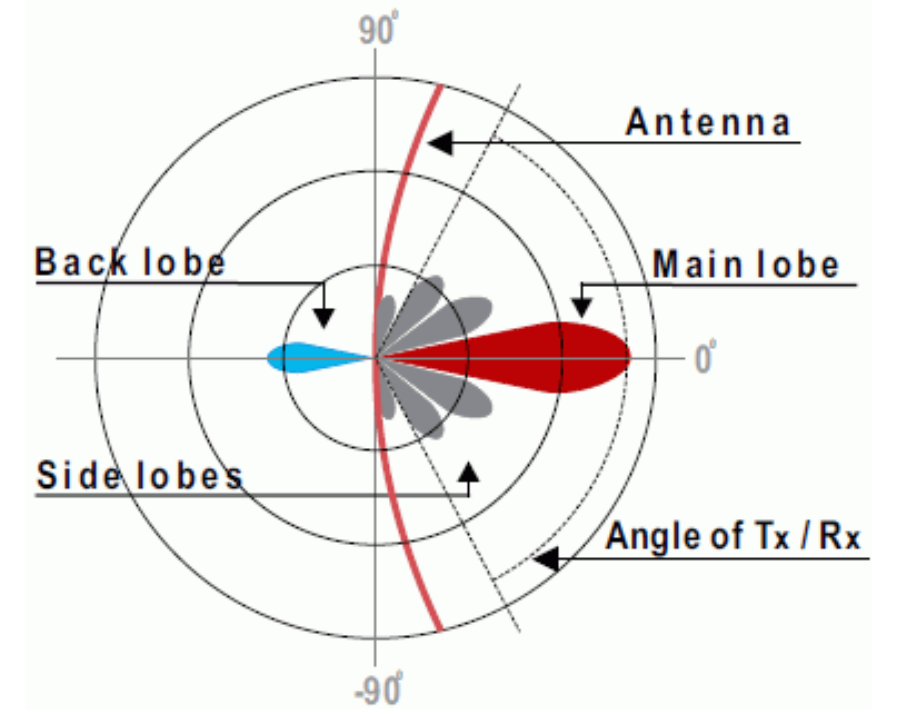 90°
Antenna
Back lobe
Main lobe
0°
Side lobes
Angle of Tx / Rx
-90°